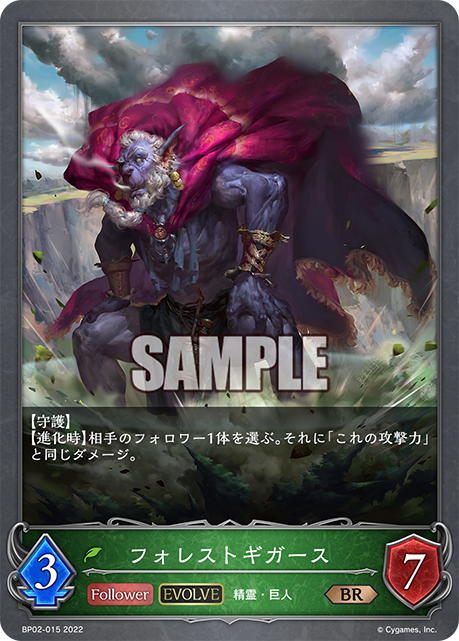 SAMPLE
【守護】
【進化時】相手のフォロワー1体を選ぶ。それに「これの攻撃力」
と同じダメージ。
フォレストギガース
3
Follower EVOLVE 精霊・巨人 BR
7
BP02-015 2022
© Cygames, Inc.